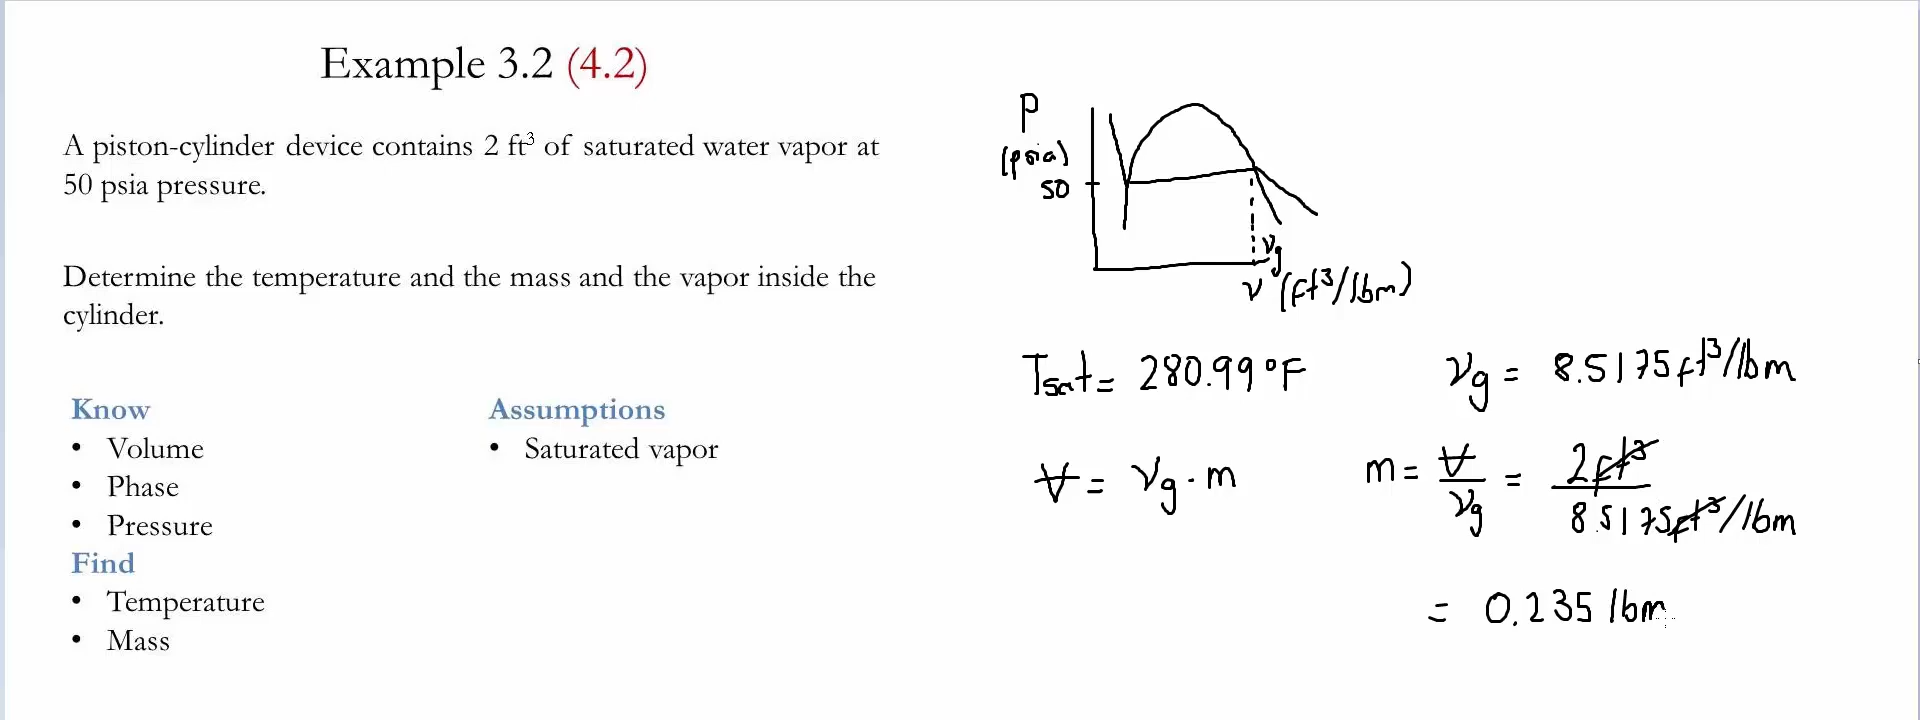 Example 3.2 (4.2)
A piston-cylinder device contains 2 ft³ of saturated water vapor at
50 psia pressure.
Determine the temperature and the mass and the vapor inside the
cylinder.
Know
• Volume
• Phase
• Pressure
Find
• Temperature
• Mass
Assumptions
• Saturated vapor
P
(psia)
50
νg
ν (ft³/lbm)
Tsat = 280.99 °F
νg = 8.5175 ft³/lbm
V = νg · m
m = V/νg = 2 ft³ / 8.5175 ft³/lbm
= 0.235 lbm